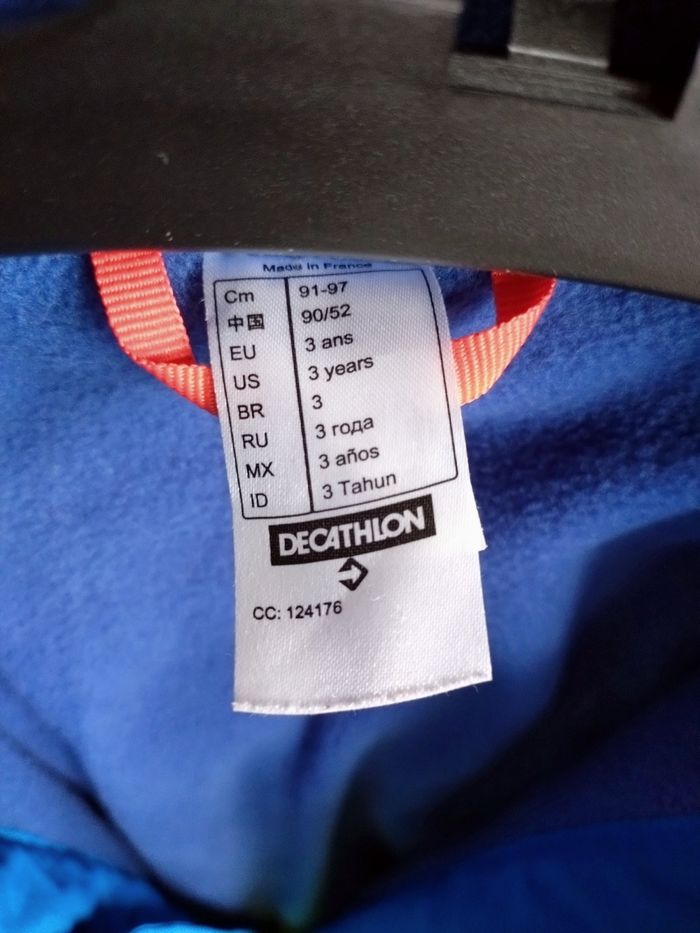 Made in France
Cm 91-97
中国 90/52
EU 3 ans
US 3 years
BR 3
RU 3 года
MX 3 años
ID 3 Tahun
DECATHLON
CC: 124176